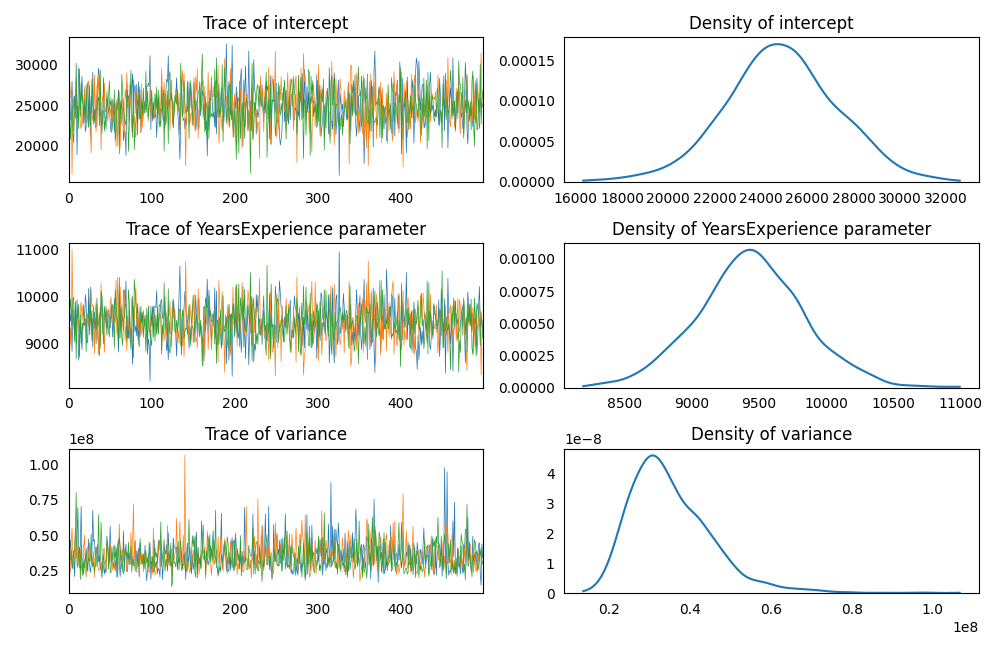 Trace of intercept
30000
25000
20000
0 100 200 300 400
Density of intercept
0.00015
0.00010
0.00005
0.00000
16000 18000 20000 22000 24000 26000 28000 30000 32000
Trace of YearsExperience parameter
11000
10000
9000
0 100 200 300 400
Density of YearsExperience parameter
0.00100
0.00075
0.00050
0.00025
0.00000
8500 9000 9500 10000 10500 11000
Trace of variance
1e8
1.00
0.75
0.50
0.25
0 100 200 300 400
Density of variance
1e−8
4
3
2
1
0
0.2 0.4 0.6 0.8 1.0
1e8